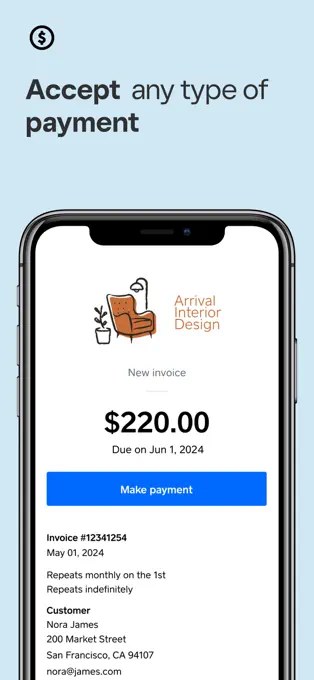 $
Accept any type of
payment
Arrival
Interior
Design
New invoice
$220.00
Due on Jun 1, 2024
Make payment
Invoice #12341254
May 01, 2024
Repeats monthly on the 1st
Repeats indefinitely
Customer
Nora James
200 Market Street
San Francisco, CA 94107
nora@james.com